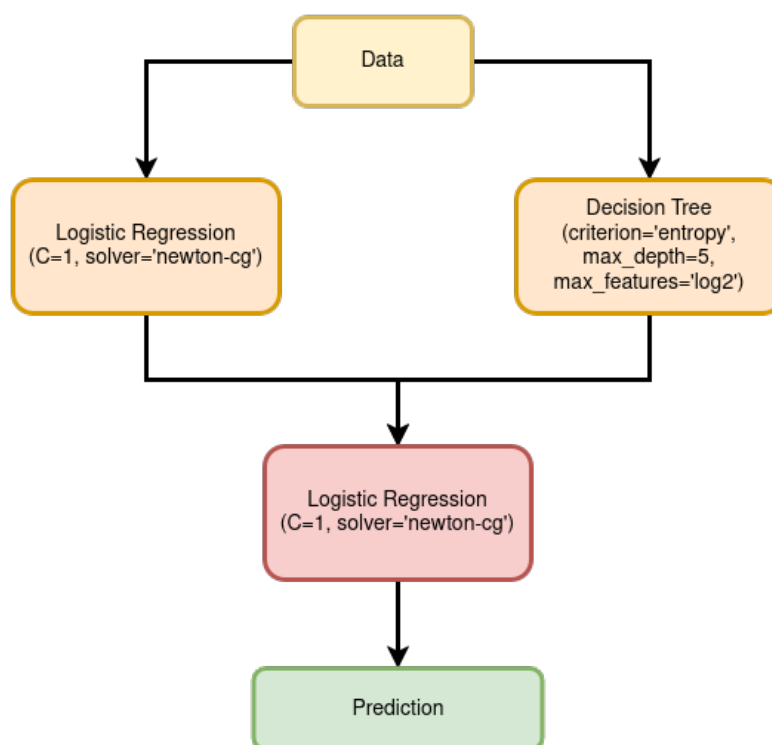 Data
Logistic Regression
(C=1, solver='newton-cg')
Decision Tree
(criterion='entropy',
max_depth=5,
max_features='log2')
Logistic Regression
(C=1, solver='newton-cg')
Prediction